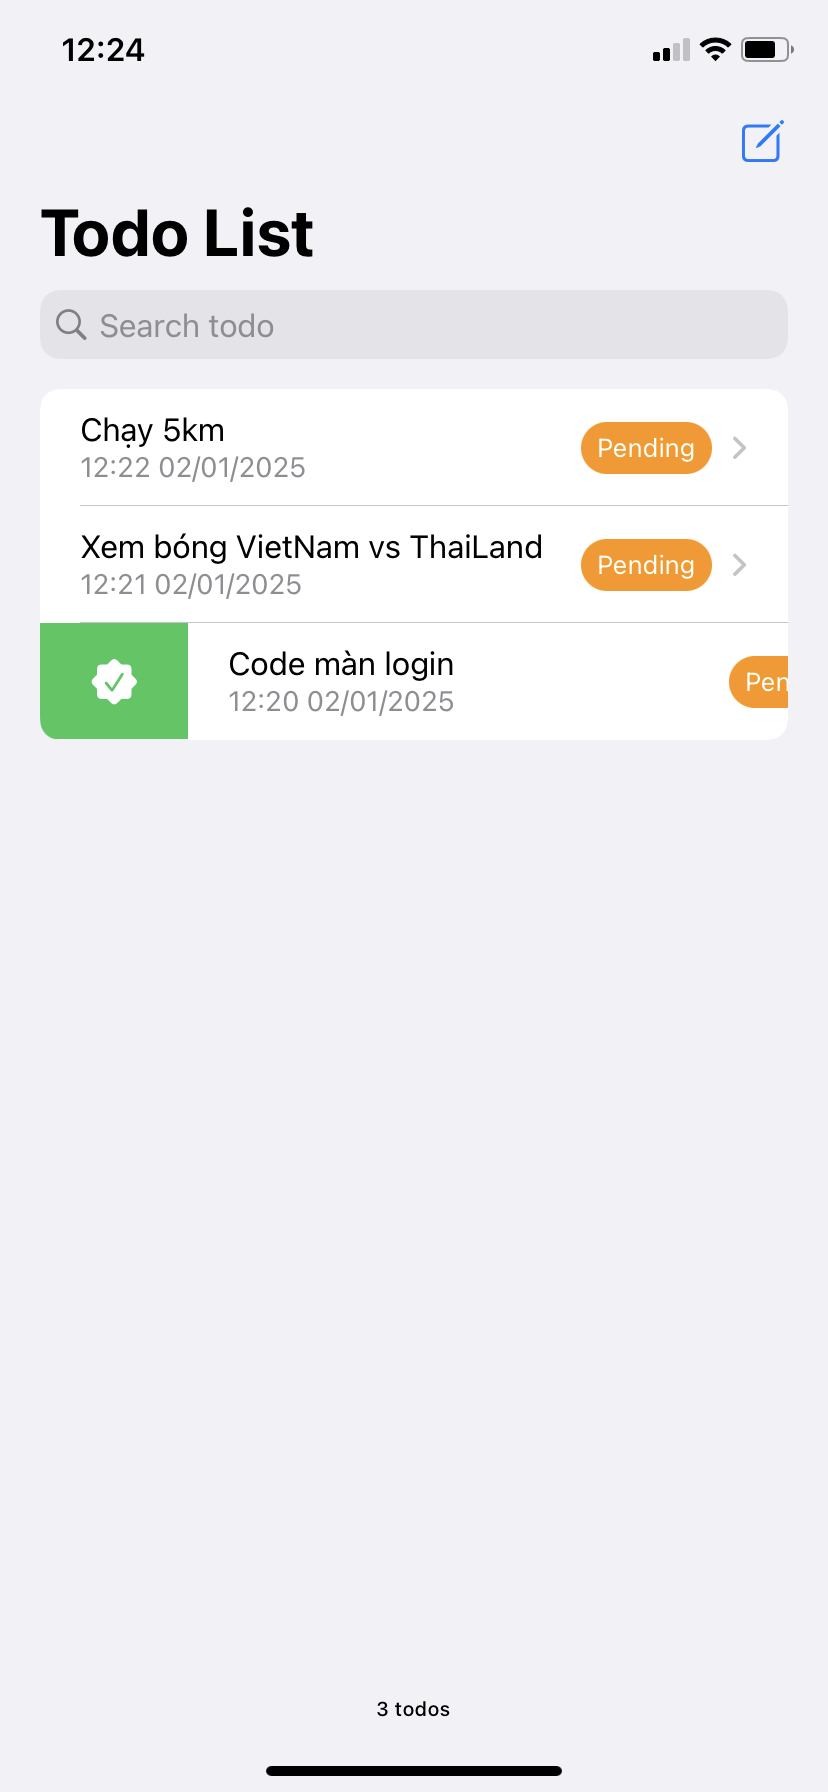 12:24
Todo List
Search todo
Chạy 5km
Pending
12:22 02/01/2025
Xem bóng VietNam vs ThaiLand
Pending
12:21 02/01/2025
Code màn login
Pen
12:20 02/01/2025
3 todos